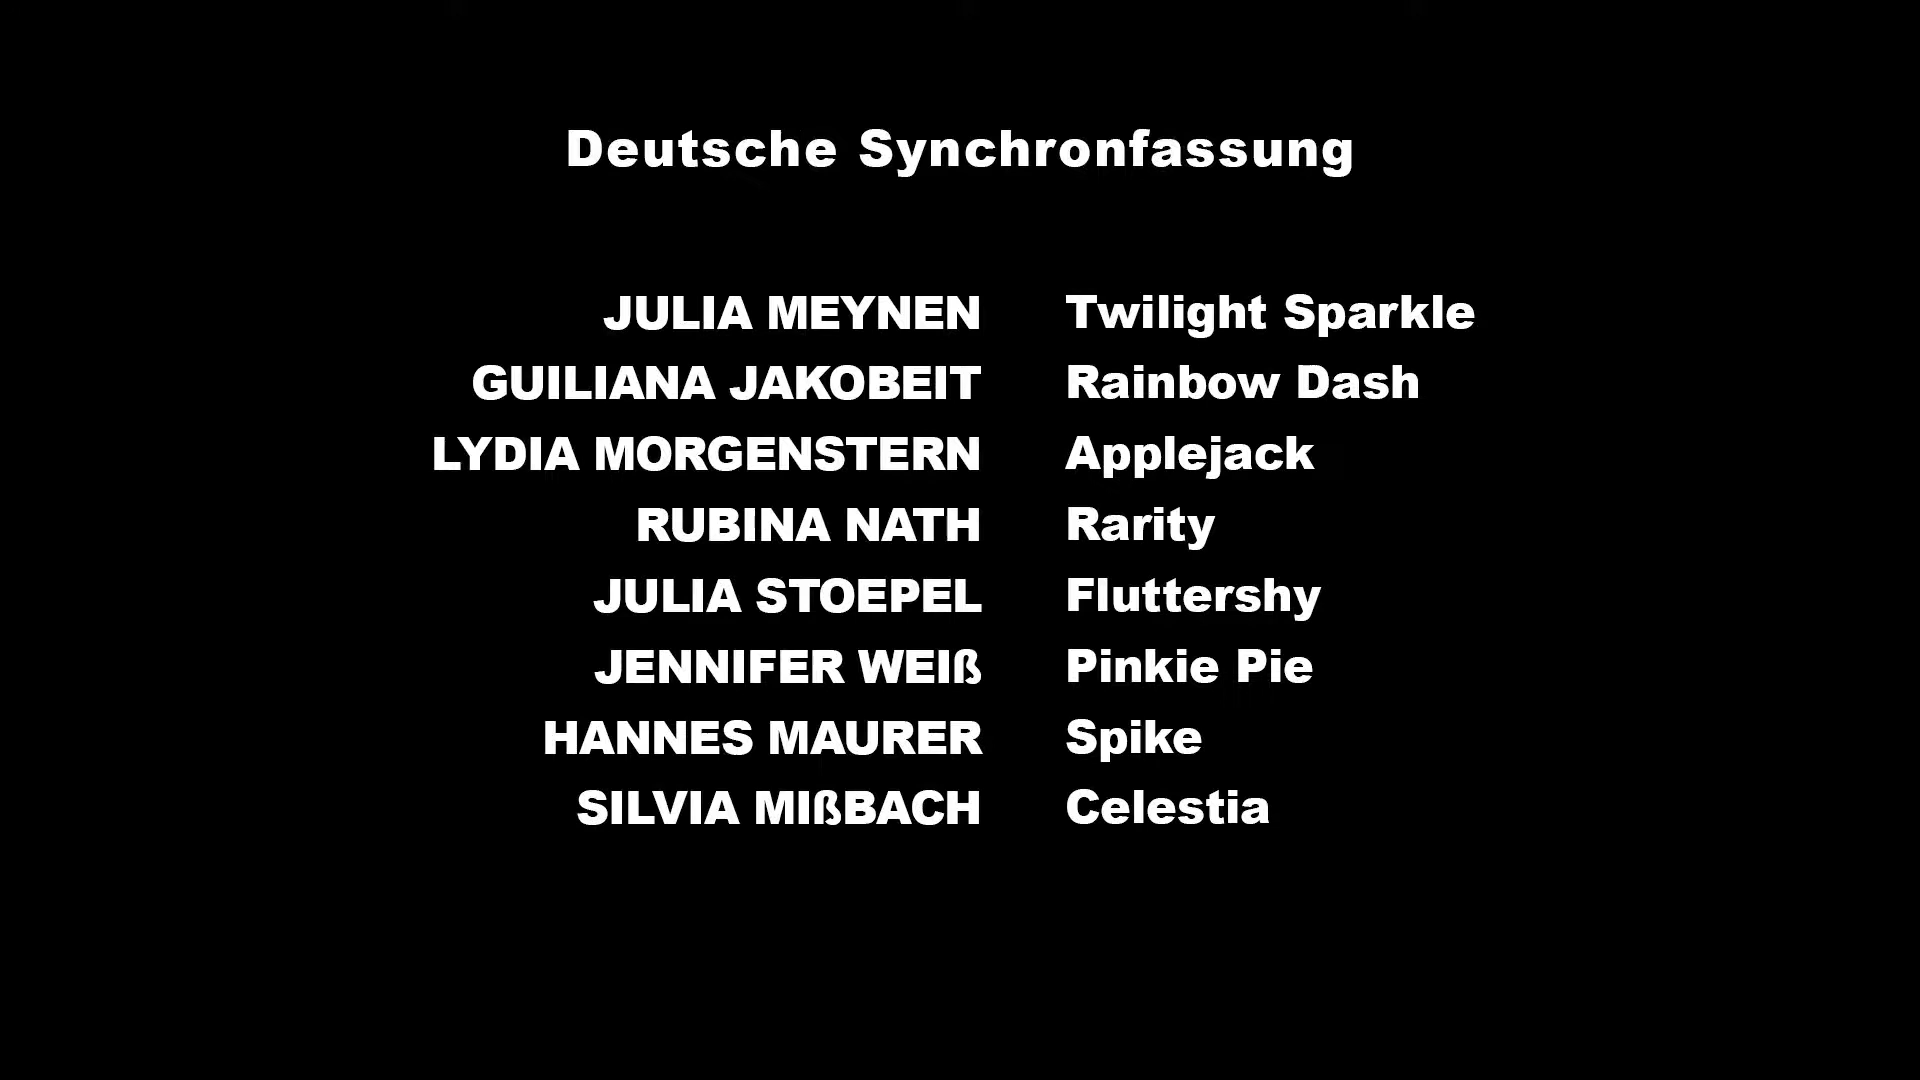 Deutsche Synchronfassung
JULIA MEYNEN Twilight Sparkle
GUILIANA JAKOBEIT Rainbow Dash
LYDIA MORGENSTERN Applejack
RUBINA NATH Rarity
JULIA STOEPEL Fluttershy
JENNIFER WEIß Pinkie Pie
HANNES MAURER Spike
SILVIA MIßBACH Celestia